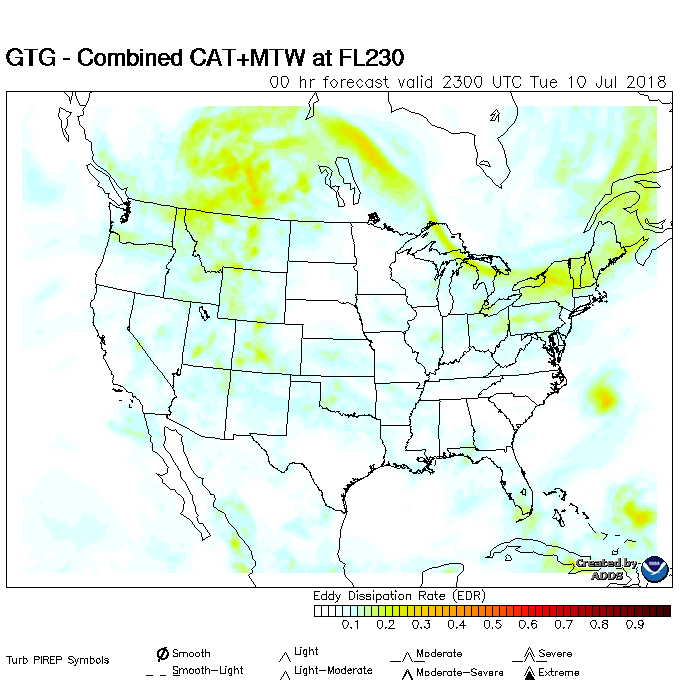 GTG - Combined CAT+MTW at FL230
00 hr forecast valid 2300 UTC Tue 10 Jul 2018
Created by
ADDS
Eddy Dissipation Rate (EDR)
0.1 0.2 0.3 0.4 0.5 0.6 0.7 0.8 0.9
Turb PIREP Symbols
Smooth Light Moderate Severe
Smooth-Light Light-Moderate Moderate-Severe Extreme